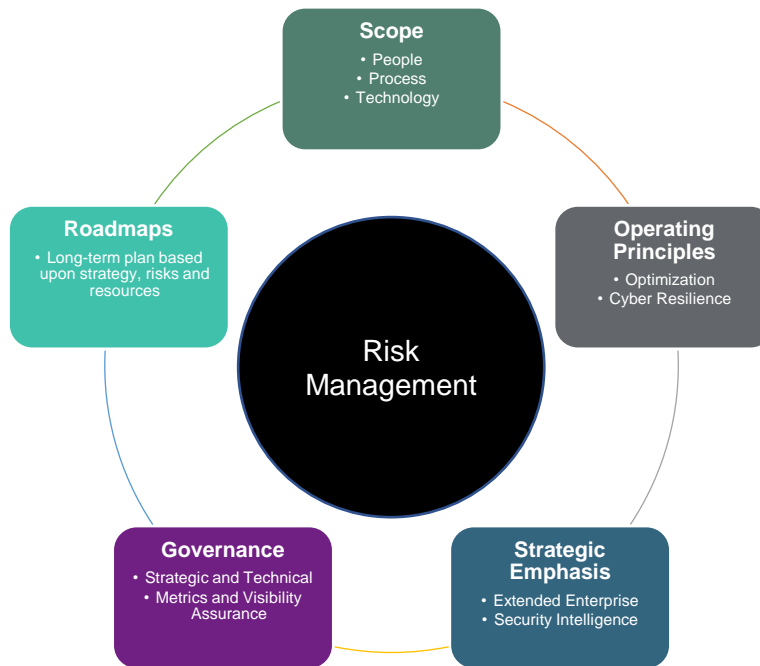 Scope
• People
• Process
• Technology
Operating
Principles
• Optimization
• Cyber Resilience
Strategic
Emphasis
• Extended Enterprise
• Security Intelligence
Governance
• Strategic and Technical
• Metrics and Visibility
Assurance
Roadmaps
• Long-term plan based
upon strategy, risks and
resources
Risk
Management